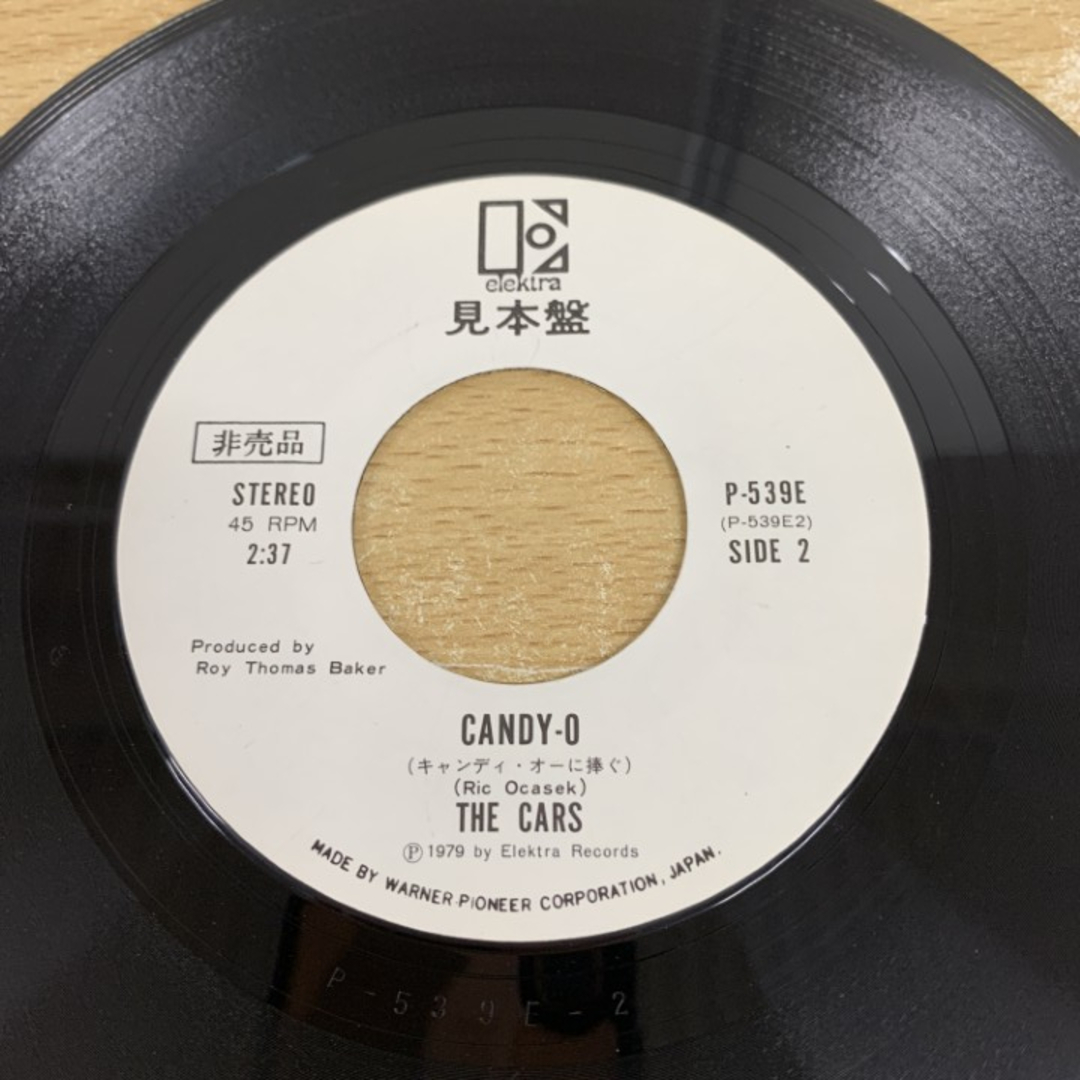 elektra
見本盤
非売品
STEREO
45 RPM
2:37
P-539E
(P-539E2)
SIDE 2
Produced by
Roy Thomas Baker
CANDY-O
(キャンディ・オーに捧ぐ)
(Ric Ocasek)
THE CARS
Ⓟ1979 by Elektra Records
MADE BY WARNER-PIONEER CORPORATION, JAPAN.
P-539E-2